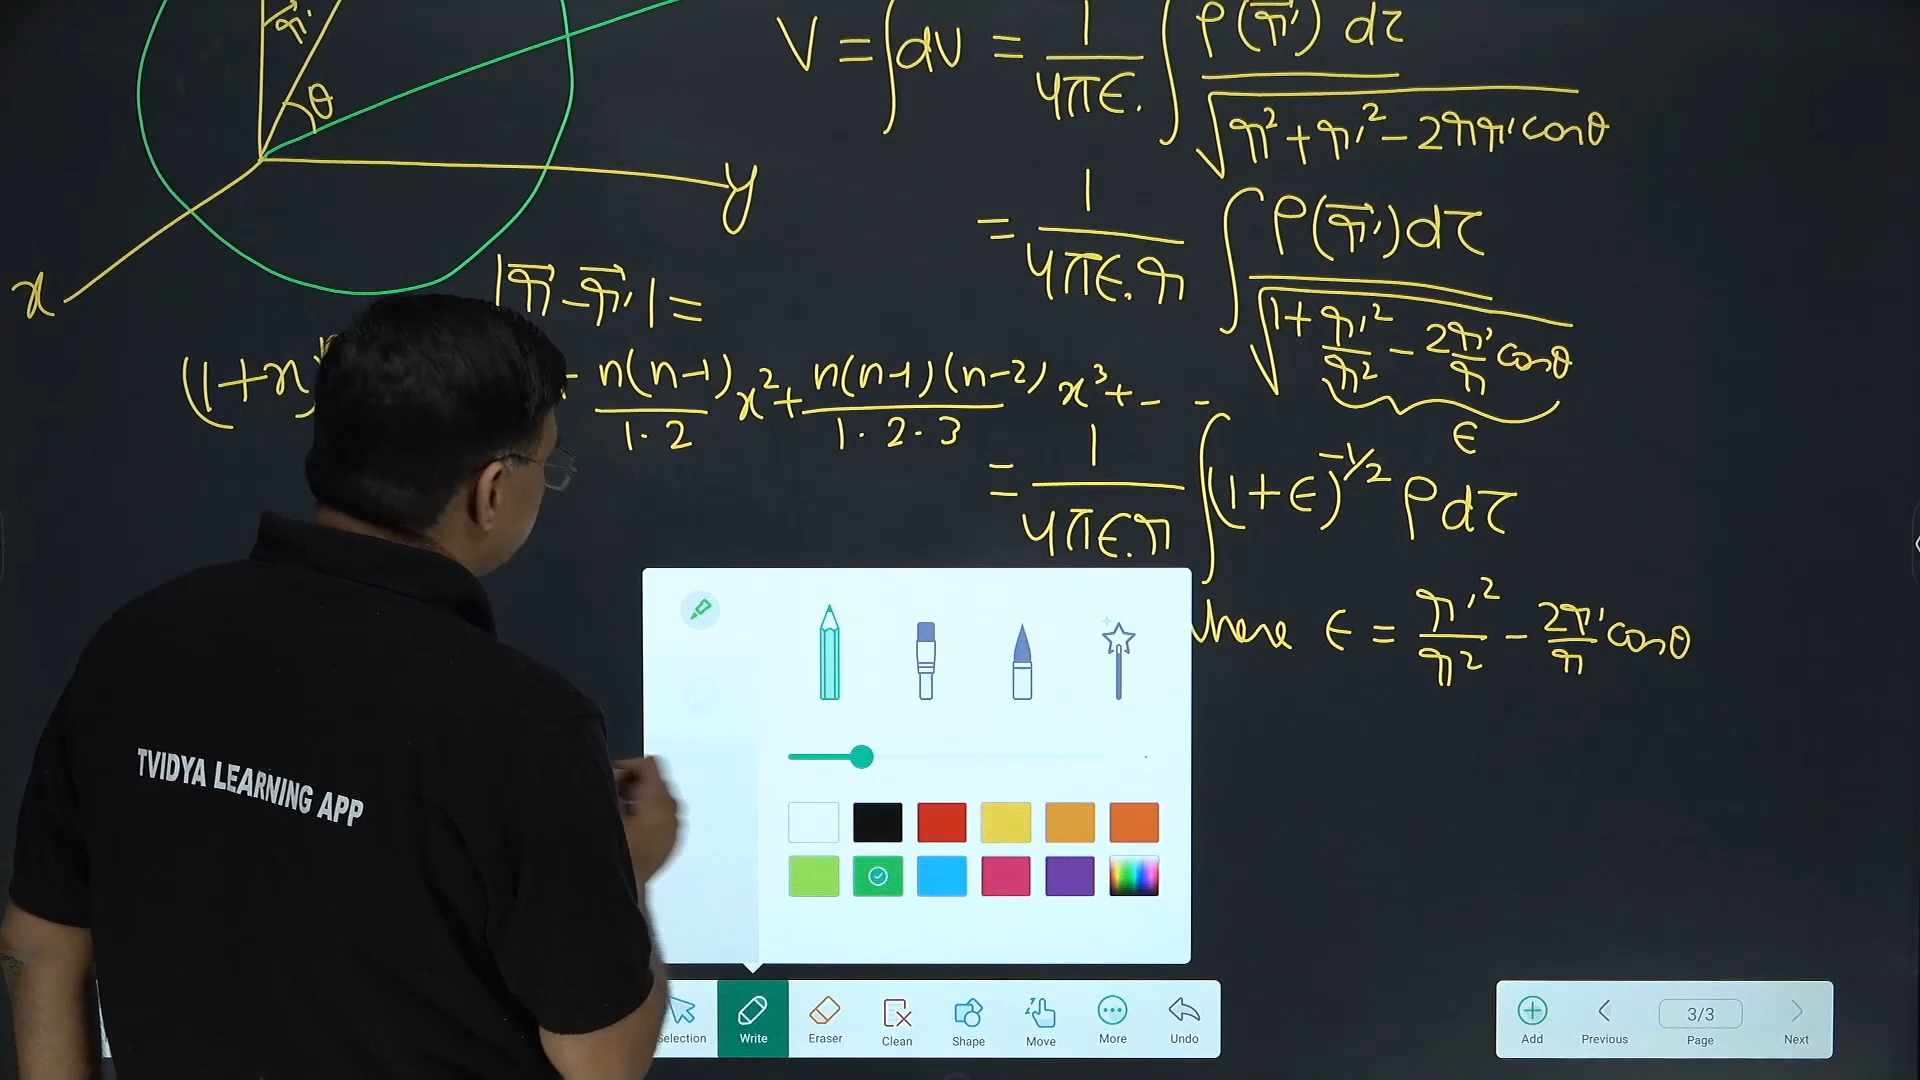 r⃗'
θ
y
x
V = ∫dV = 1/4πϵ₀ ∫ ρ(r⃗') dτ / √r² + r'² - 2rr'cosθ
= 1/4πϵ₀r ∫ ρ(r⃗')dτ / √1 + r'²/r² - 2r'/r cosθ
ϵ
|r⃗ - r⃗'| =
(1+x) n(n-1)/1·2 x² + n(n-1)(n-2)/1·2·3 x³ + - -
= 1/4πϵ₀r ∫(1+ϵ)^-1/2 ρdτ
where ϵ = r'²/r² - 2r'/r cosθ
TVIDYA LEARNING APP
Selection Write Eraser Clean Shape Move More Undo
Add Previous 3/3 Page Next